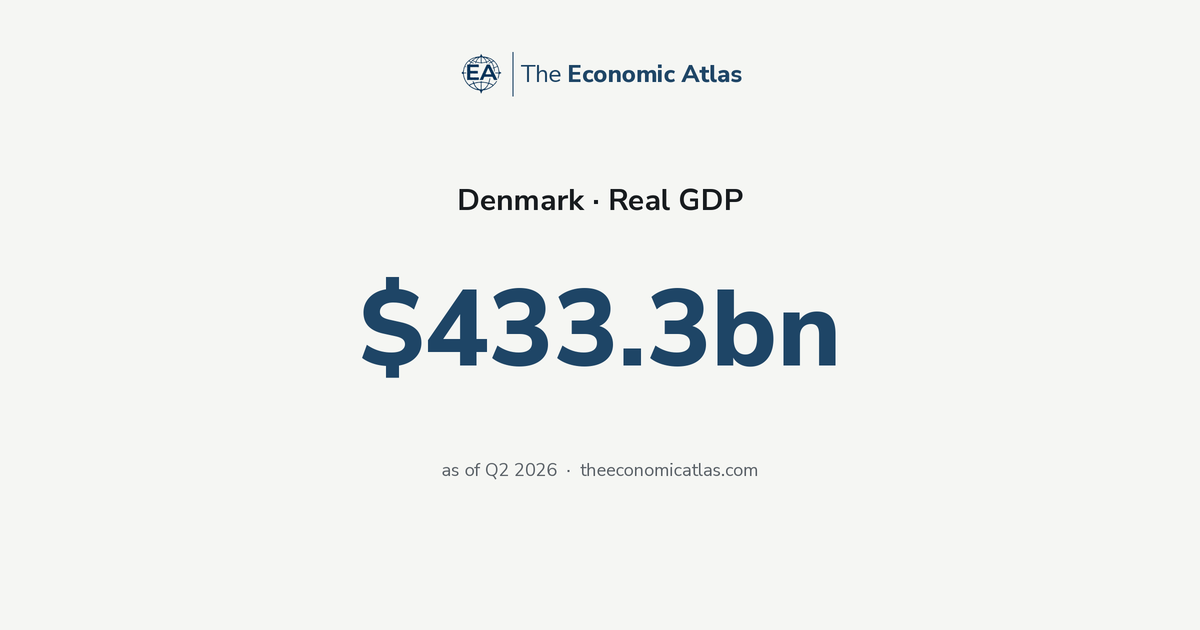 EA The Economic Atlas
Denmark · Real GDP
$433.3bn
as of Q2 2026 · theeconomicatlas.com